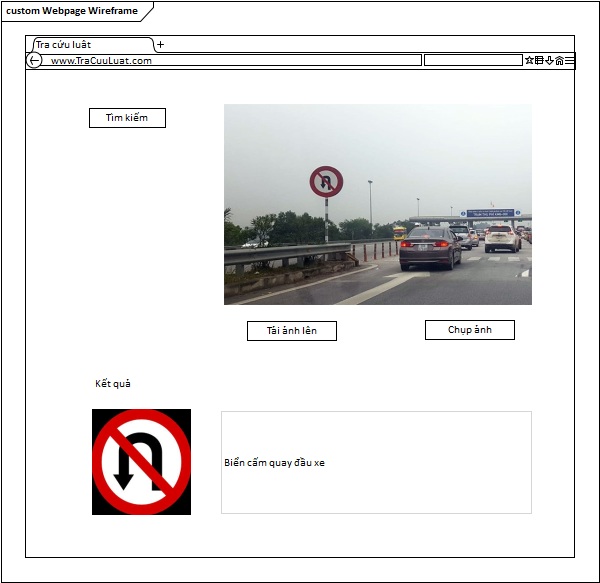 custom Webpage Wireframe
Tra cứu luật
www.TraCuuLuat.com
Tìm kiếm
Tải ảnh lên
Chụp ảnh
Kết quả
Biển cấm quay đầu xe